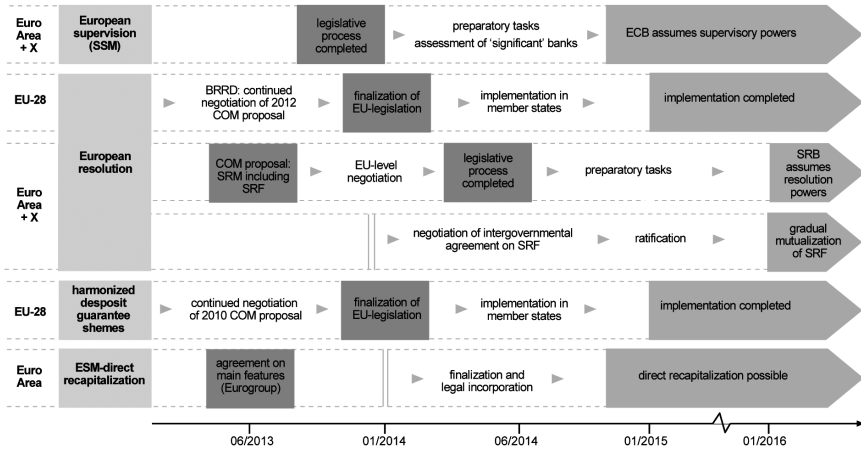 Euro
Area
+ X
European
supervision
(SSM)
legislative
process
completed
preparatory tasks
assessment of ‘significant’ banks
ECB assumes supervisory powers
EU-28
European
resolution
BRRD: continued
negotiation of 2012
COM proposal
finalization of
EU-legislation
implementation in
member states
implementation completed
Euro
Area
+ X
COM proposal:
SRM including
SRF
EU-level
negotiation
legislative
process
completed
preparatory tasks
SRB
assumes
resolution
powers
negotiation of intergovernmental
agreement on SRF
ratification
gradual
mutualization
of SRF
EU-28
harmonized
deposit
guarantee
shemes
continued negotiation
of 2010 COM proposal
finalization of
EU-legislation
implementation in
member states
implementation completed
Euro
Area
ESM-direct
recapitalization
agreement on
main features
(Eurogroup)
finalization and
legal incorporation
direct recapitalization possible
06/2013
01/2014
06/2014
01/2015
01/2016